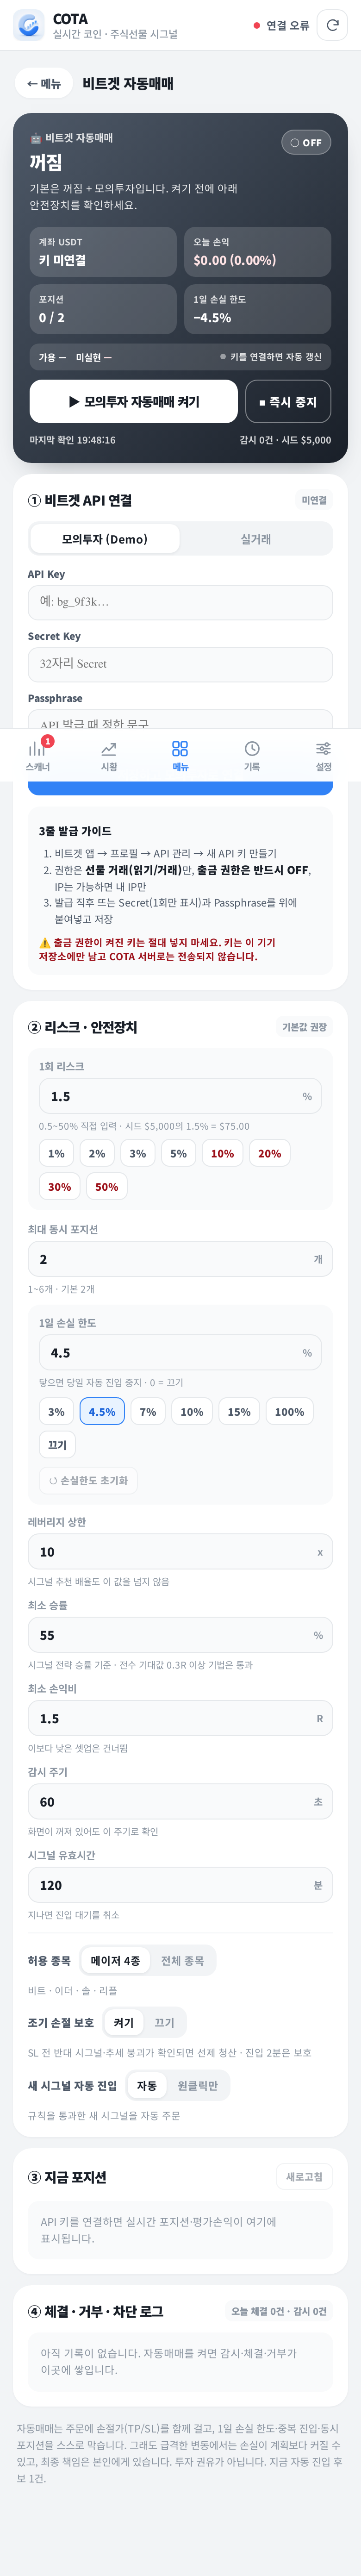 COTA
실시간 코인 · 주식선물 시그널
연결 오류
← 메뉴
비트겟 자동매매
🤖 비트겟 자동매매
○ OFF
꺼짐
기본은 꺼짐 + 모의투자입니다. 켜기 전에 아래
안전장치를 확인하세요.
계좌 USDT
키 미연결
오늘 손익
$0.00 (0.00%)
포지션
0 / 2
1일 손실 한도
−4.5%
가용 — 미실현 —
키를 연결하면 자동 갱신
▶ 모의투자 자동매매 켜기
■ 즉시 중지
마지막 확인 19:48:16
감시 0건 · 시드 $5,000
① 비트겟 API 연결
미연결
모의투자 (Demo)
실거래
API Key
예: bg_9f3k…
Secret Key
32자리 Secret
Passphrase
API 발급 때 정한 문구
1
스캐너
시황
메뉴
기록
설정
3줄 발급 가이드
1. 비트겟 앱 → 프로필 → API 관리 → 새 API 키 만들기
2. 권한은 선물 거래(읽기/거래)만, 출금 권한은 반드시 OFF,
IP는 가능하면 내 IP만
3. 발급 직후 뜨는 Secret(1회만 표시)과 Passphrase를 위에
붙여넣고 저장
⚠️ 출금 권한이 켜진 키는 절대 넣지 마세요. 키는 이 기기
저장소에만 남고 COTA 서버로는 전송되지 않습니다.
② 리스크 · 안전장치
기본값 권장
1회 리스크
1.5
%
0.5~50% 직접 입력 · 시드 $5,000의 1.5% = $75.00
1%
2%
3%
5%
10%
20%
30%
50%
최대 동시 포지션
2
개
1~6개 · 기본 2개
1일 손실 한도
4.5
%
닿으면 당일 자동 진입 중지 · 0 = 끄기
3%
4.5%
7%
10%
15%
100%
끄기
손실한도 초기화
레버리지 상한
10
x
시그널 추천 배율도 이 값을 넘지 않음
최소 승률
55
%
시그널 전략 승률 기준 · 전수 기대값 0.3R 이상 기법은 통과
최소 손익비
1.5
R
이보다 낮은 셋업은 건너뜀
감시 주기
60
초
화면이 꺼져 있어도 이 주기로 확인
시그널 유효시간
120
분
지나면 진입 대기를 취소
허용 종목
메이저 4종
전체 종목
비트 · 이더 · 솔 · 리플
조기 손절 보호
켜기
끄기
SL 전 반대 시그널·추세 붕괴가 확인되면 선제 청산 · 진입 2분은 보호
새 시그널 자동 진입
자동
원클릭만
규칙을 통과한 새 시그널을 자동 주문
③ 지금 포지션
새로고침
API 키를 연결하면 실시간 포지션·평가손익이 여기에
표시됩니다.
④ 체결 · 거부 · 차단 로그
오늘 체결 0건 · 감시 0건
아직 기록이 없습니다. 자동매매를 켜면 감시·체결·거부가
이곳에 쌓입니다.
자동매매는 주문에 손절가(TP/SL)를 함께 걸고, 1일 손실 한도·중복 진입·동시
포지션을 스스로 막습니다. 그래도 급격한 변동에서는 손실이 계획보다 커질 수
있고, 최종 책임은 본인에게 있습니다. 투자 권유가 아닙니다. 지금 자동 진입 후
보 1건.